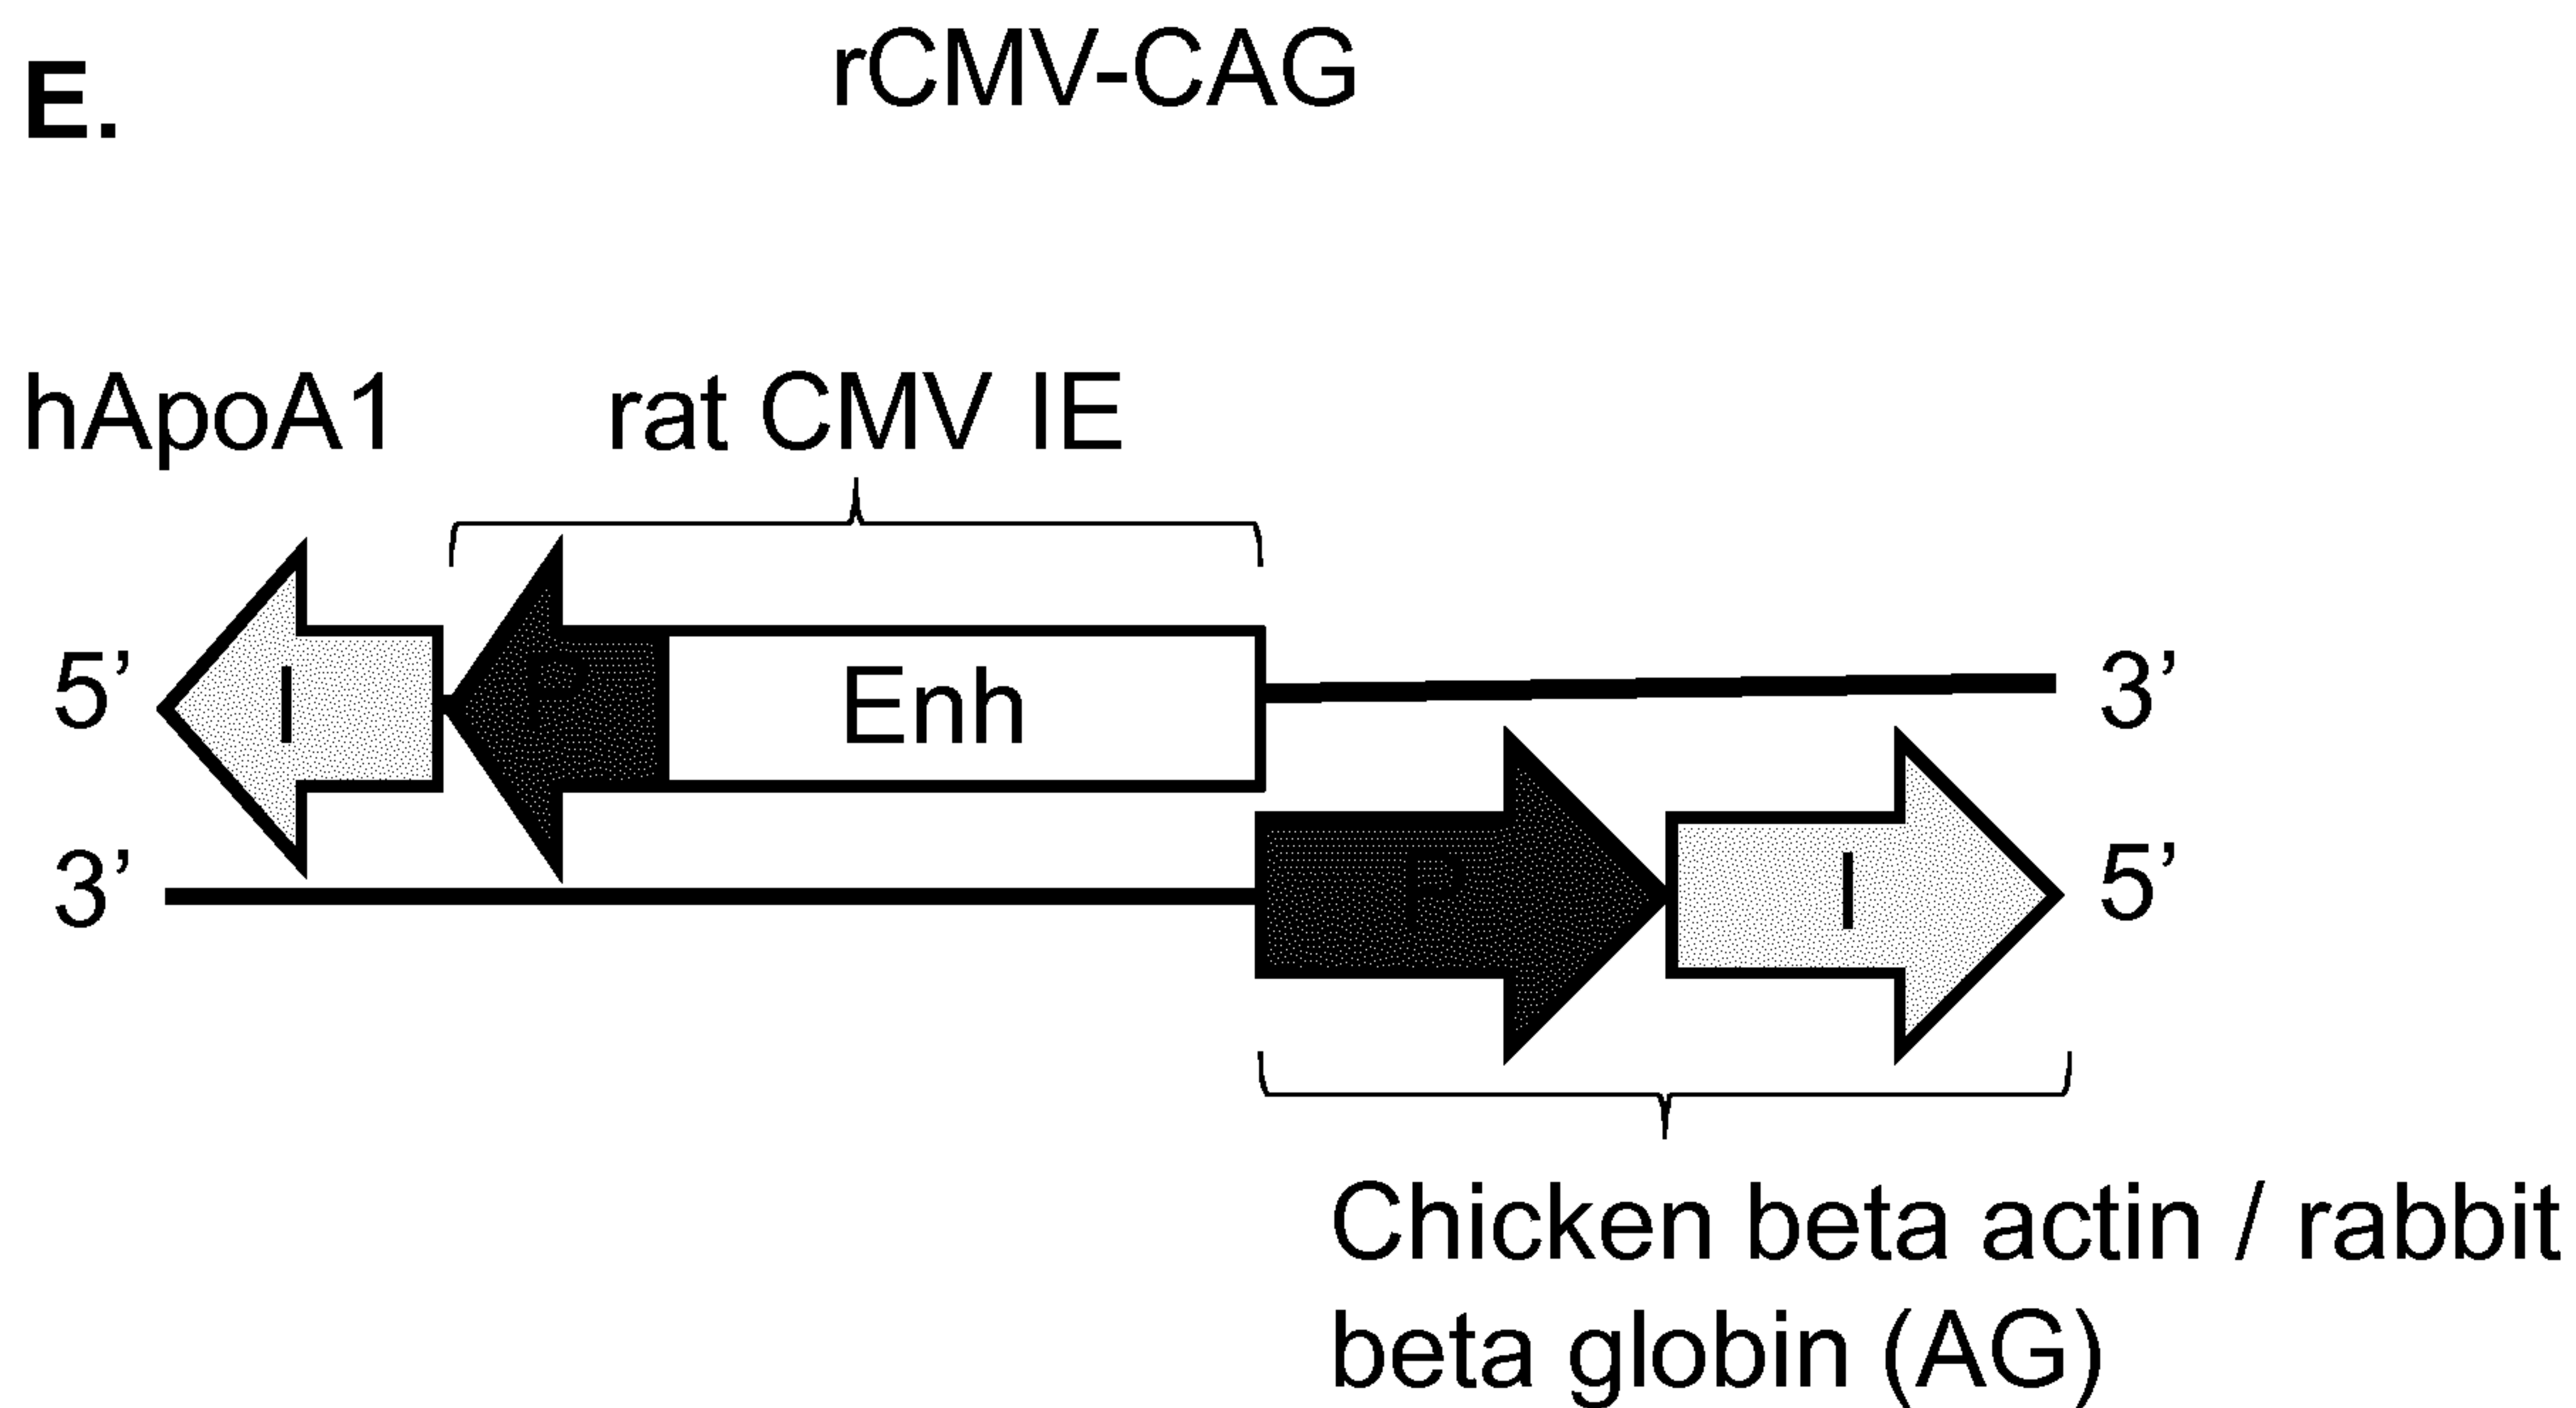 E.
rCMV-CAG
hApoA1
rat CMV IE
5’
I
P
Enh
3’
3’
P
I
5’
Chicken beta actin / rabbit
beta globin (AG)